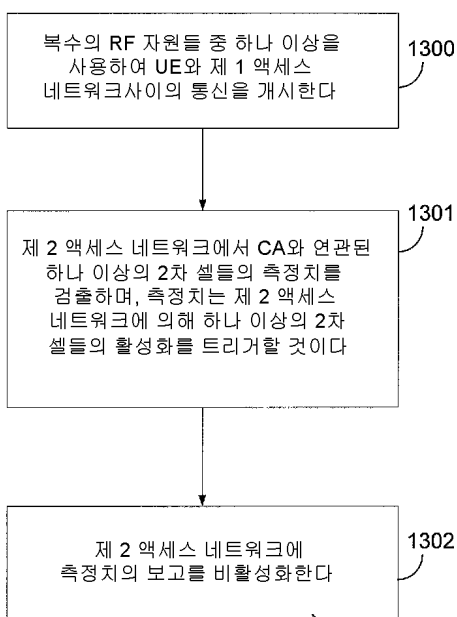 복수의 RF 자원들 중 하나 이상을
사용하여 UE와 제 1 액세스
네트워크사이의 통신을 개시한다
1300
제 2 액세스 네트워크에서 CA와 연관된
하나 이상의 2차 셀들의 측정치를
검출하며, 측정치는 제 2 액세스
네트워크에 의해 하나 이상의 2차
셀들의 활성화를 트리거할 것이다
1301
제 2 액세스 네트워크에
측정치의 보고를 비활성화한다
1302